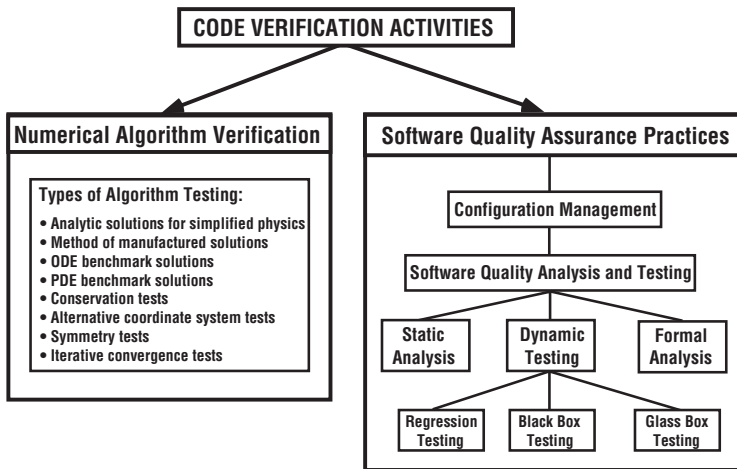 CODE VERIFICATION ACTIVITIES
Numerical Algorithm Verification
Types of Algorithm Testing:
• Analytic solutions for simplified physics
• Method of manufactured solutions
• ODE benchmark solutions
• PDE benchmark solutions
• Conservation tests
• Alternative coordinate system tests
• Symmetry tests
• Iterative convergence tests
Software Quality Assurance Practices
Configuration Management
Software Quality Analysis and Testing
Static
Analysis
Dynamic
Testing
Formal
Analysis
Regression
Testing
Black Box
Testing
Glass Box
Testing